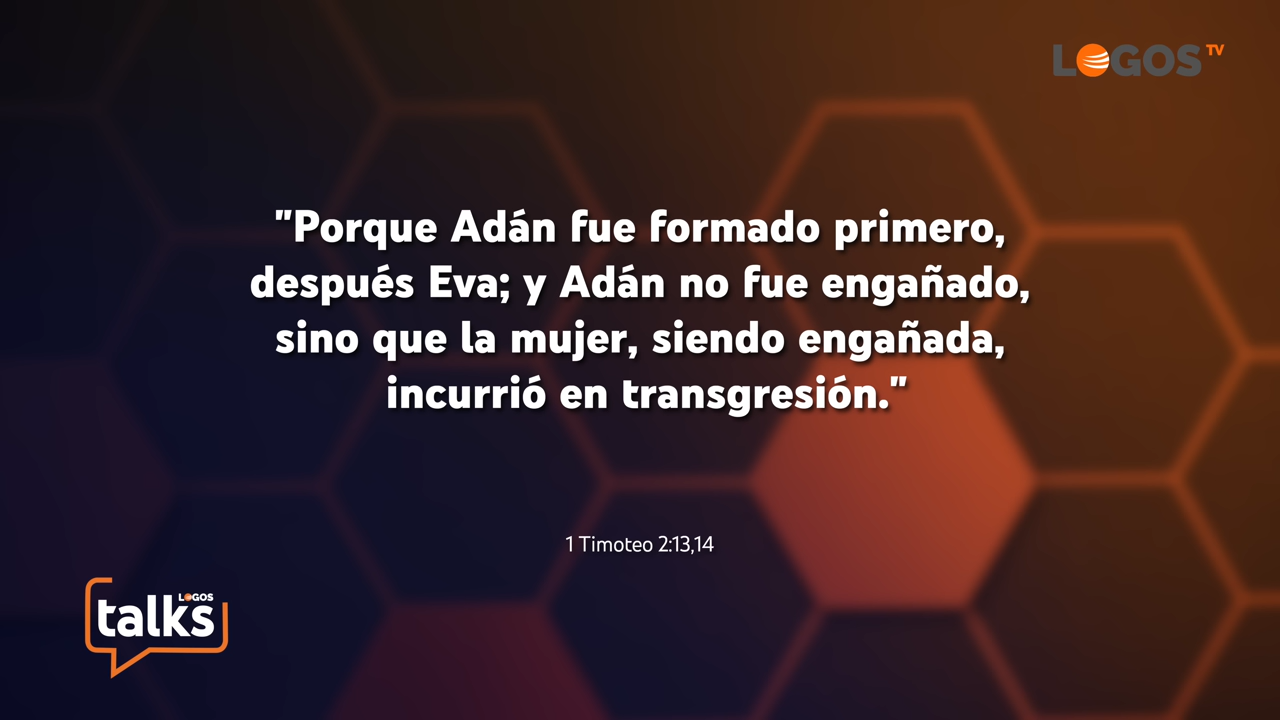 LOGOS TV
"Porque Adán fue formado primero,
después Eva; y Adán no fue engañado,
sino que la mujer, siendo engañada,
incurrió en transgresión."
1 Timoteo 2:13,14
LOGOS
talks